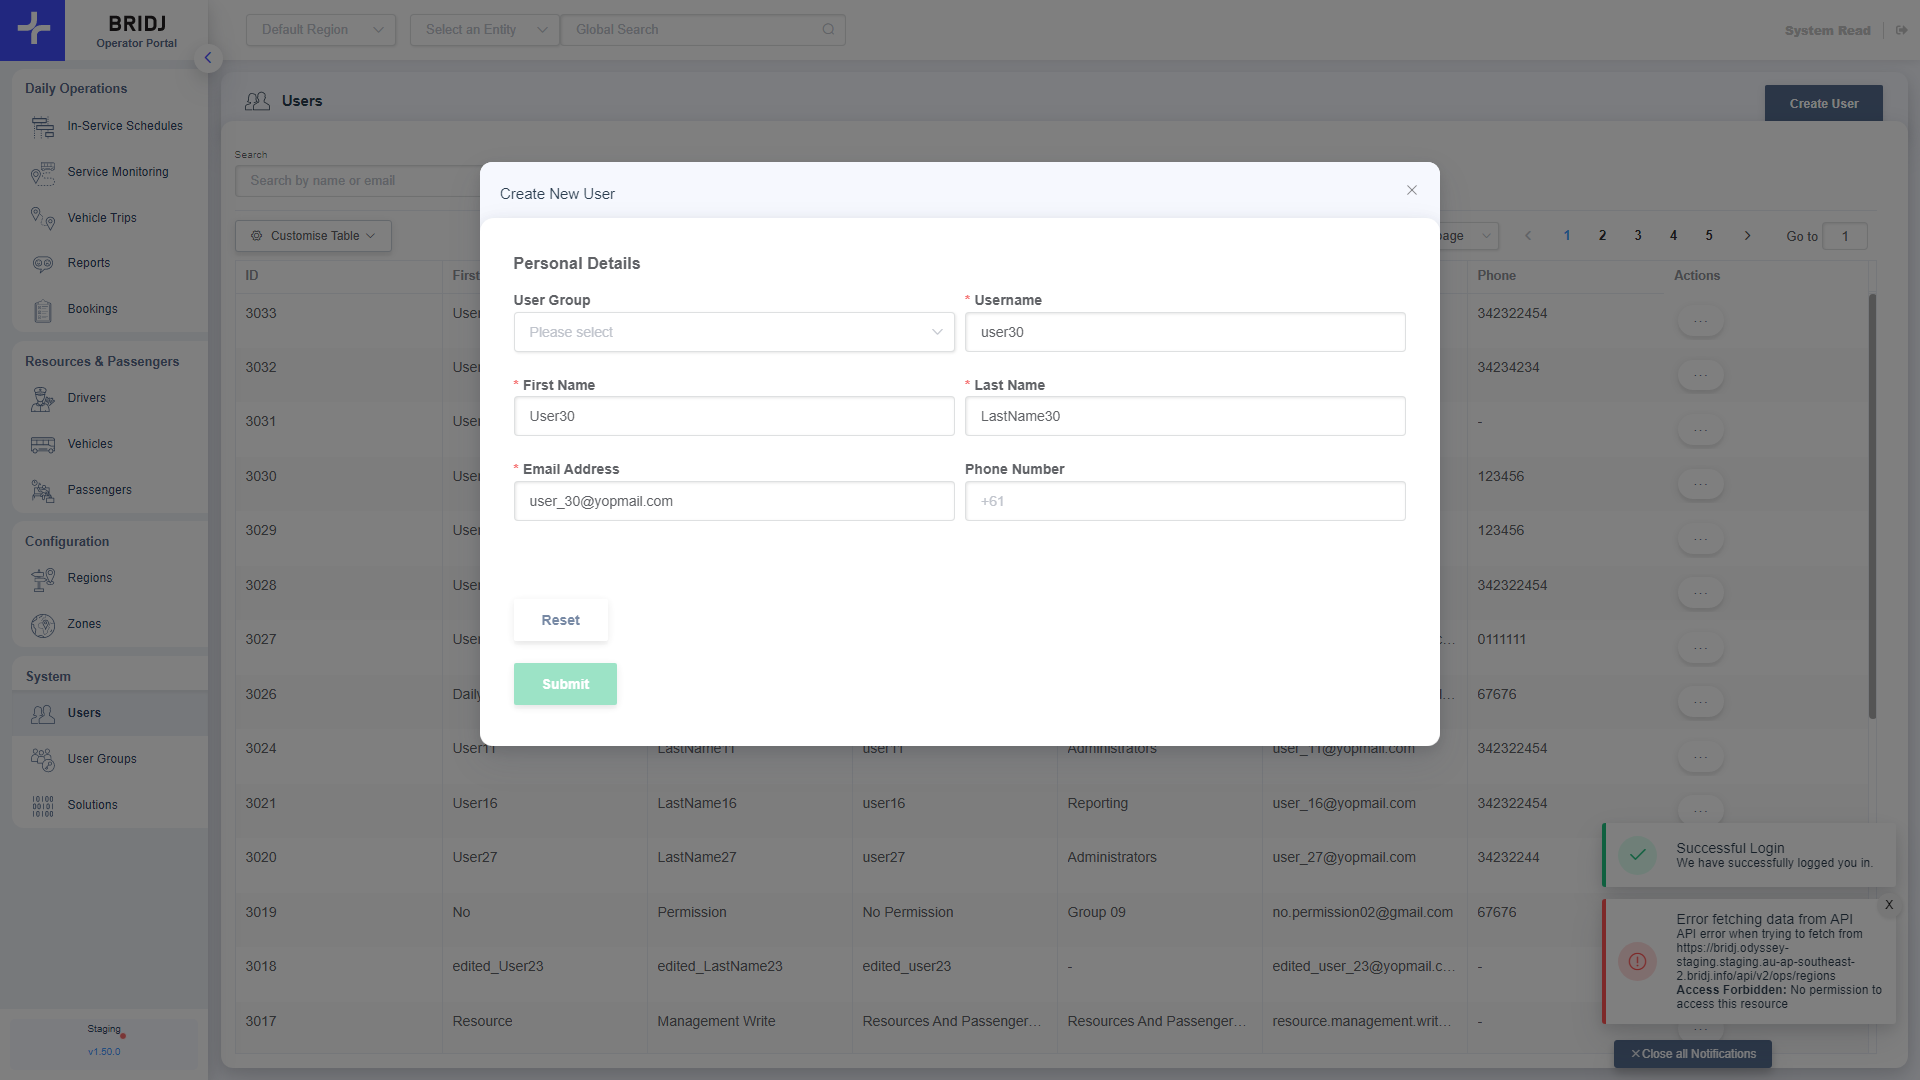 BRIDJ
Operator Portal
Default Region
Select an Entity
Global Search
System Read
Daily Operations
In-Service Schedules
Service Monitoring
Vehicle Trips
Reports
Bookings
Resources & Passengers
Drivers
Vehicles
Passengers
Configuration
Regions
Zones
System
Users
User Groups
Solutions
Staging
v1.50.0
Users
Create User
Search
Search by name or email
Customise Table
1 2 3 4 5
Go to 1
ID
Phone
Actions
3033
342322454
...
3032
34234234
...
3031
-
...
3030
123456
...
3029
123456
...
3028
342322454
...
3027
0111111
...
3026
67676
...
3024 User11 LastName11 user11 Administrators user_11@yopmail.com 342322454 ...
3021 User16 LastName16 user16 Reporting user_16@yopmail.com 342322454 ...
3020 User27 LastName27 user27 Administrators user_27@yopmail.com 34232244
3019 No Permission No Permission Group 09 no.permission02@gmail.com 67676
3018 edited_User23 edited_LastName23 edited_user23 - edited_user_23@yopmail.c... -
3017 Resource Management Write Resources And Passenger... Resources And Passenger... resource.management.writ... - ...
Create New User
Personal Details
User Group
Please select
* Username
user30
* First Name
User30
* Last Name
LastName30
* Email Address
user_30@yopmail.com
Phone Number
+61
Reset
Submit
Successful Login
We have successfully logged you in.
X
Error fetching data from API
API error when trying to fetch from
https://bridj.odyssey-
staging.staging.au-ap-southeast-
2.bridj.info/api/v2/ops/regions
Access Forbidden: No permission to
access this resource
Close all Notifications